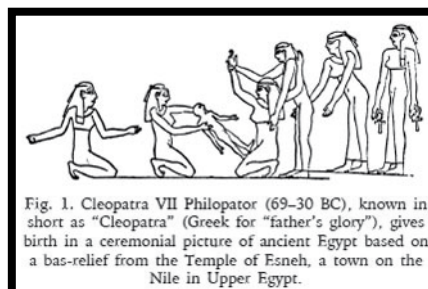 Fig. 1. Cleopatra VII Philopator (69–30 BC), known in
short as “Cleopatra” (Greek for “father’s glory”), gives
birth in a ceremonial picture of ancient Egypt based on
a bas-relief from the Temple of Esneh, a town on the
Nile in Upper Egypt.